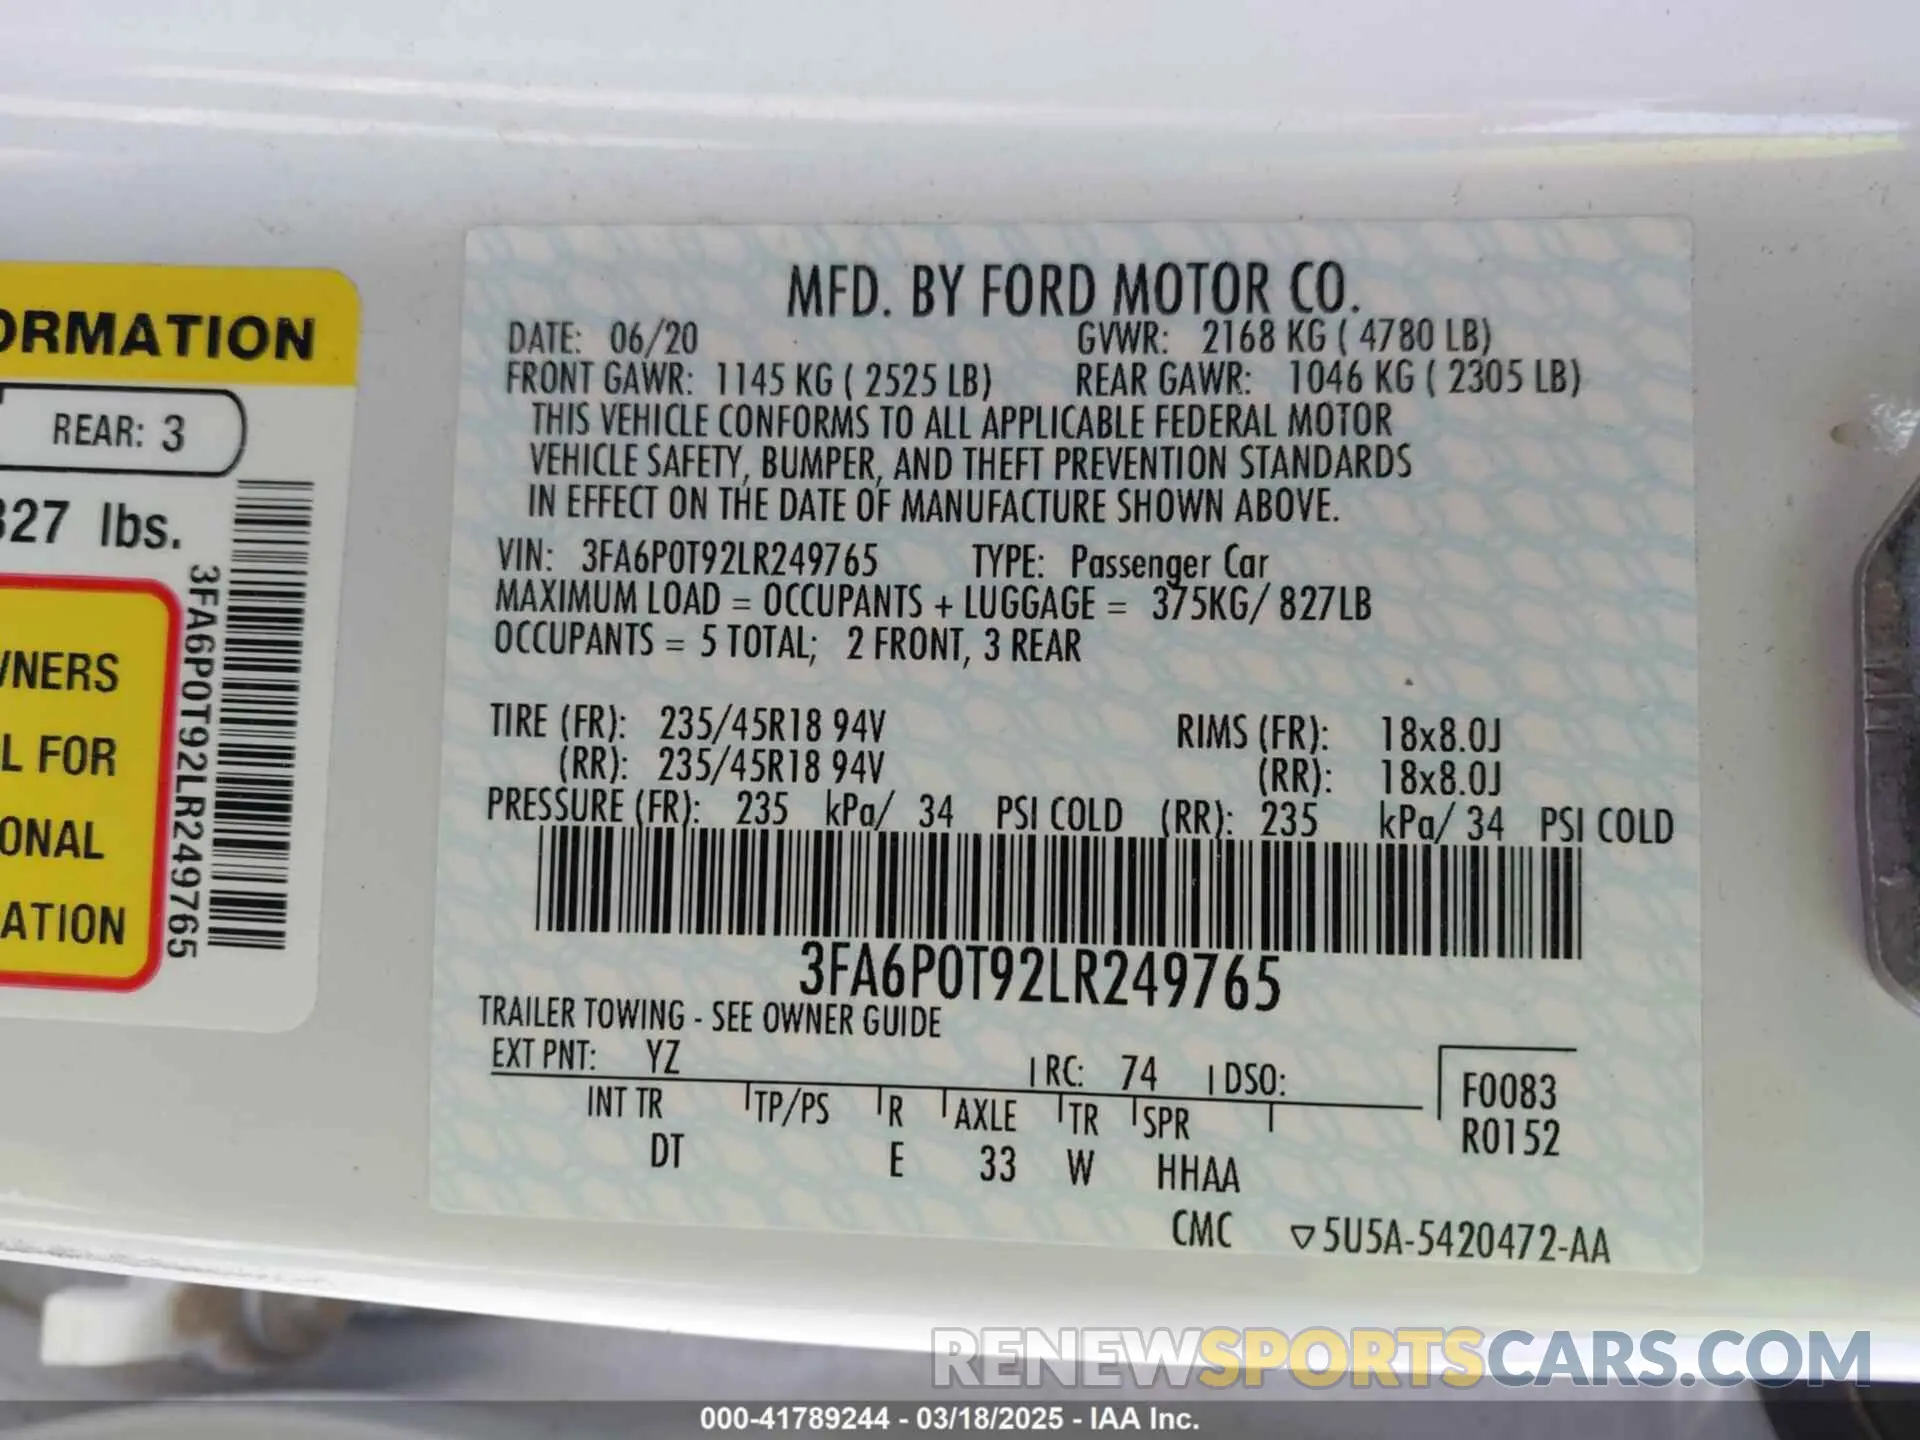 ORMATION
REAR: 3
327 lbs.
WNERS
L FOR
ONAL
ATION
3FA6P0T92LR249765
MFD. BY FORD MOTOR CO.
DATE: 06/20 GVWR: 2168 KG ( 4780 LB)
FRONT GAWR: 1145 KG ( 2525 LB) REAR GAWR: 1046 KG ( 2305 LB)
THIS VEHICLE CONFORMS TO ALL APPLICABLE FEDERAL MOTOR
VEHICLE SAFETY, BUMPER, AND THEFT PREVENTION STANDARDS
IN EFFECT ON THE DATE OF MANUFACTURE SHOWN ABOVE.
VIN: 3FA6P0T92LR249765 TYPE: Passenger Car
MAXIMUM LOAD = OCCUPANTS + LUGGAGE = 375KG/ 827LB
OCCUPANTS = 5 TOTAL; 2 FRONT, 3 REAR
TIRE (FR): 235/45R18 94V RIMS (FR): 18x8.0J
(RR): 235/45R18 94V (RR): 18x8.0J
PRESSURE (FR): 235 kPa/ 34 PSI COLD (RR): 235 kPa/ 34 PSI COLD
3FA6P0T92LR249765
TRAILER TOWING - SEE OWNER GUIDE
EXT PNT: YZ RC: 74 DSO:
INT TR TP/PS R AXLE TR SPR
DT E 33 W HHAA
F0083
R0152
CMC ▽5U5A-5420472-AA
RENEWSPORTSCARS.COM
000-41789244 - 03/18/2025 - IAA Inc.